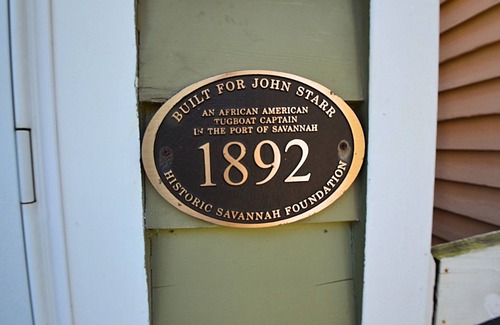 BUILT FOR JOHN STARR
AN AFRICAN AMERICAN
TUGBOAT CAPTAIN
IN THE PORT OF SAVANNAH
1892
HISTORIC SAVANNAH FOUNDATION